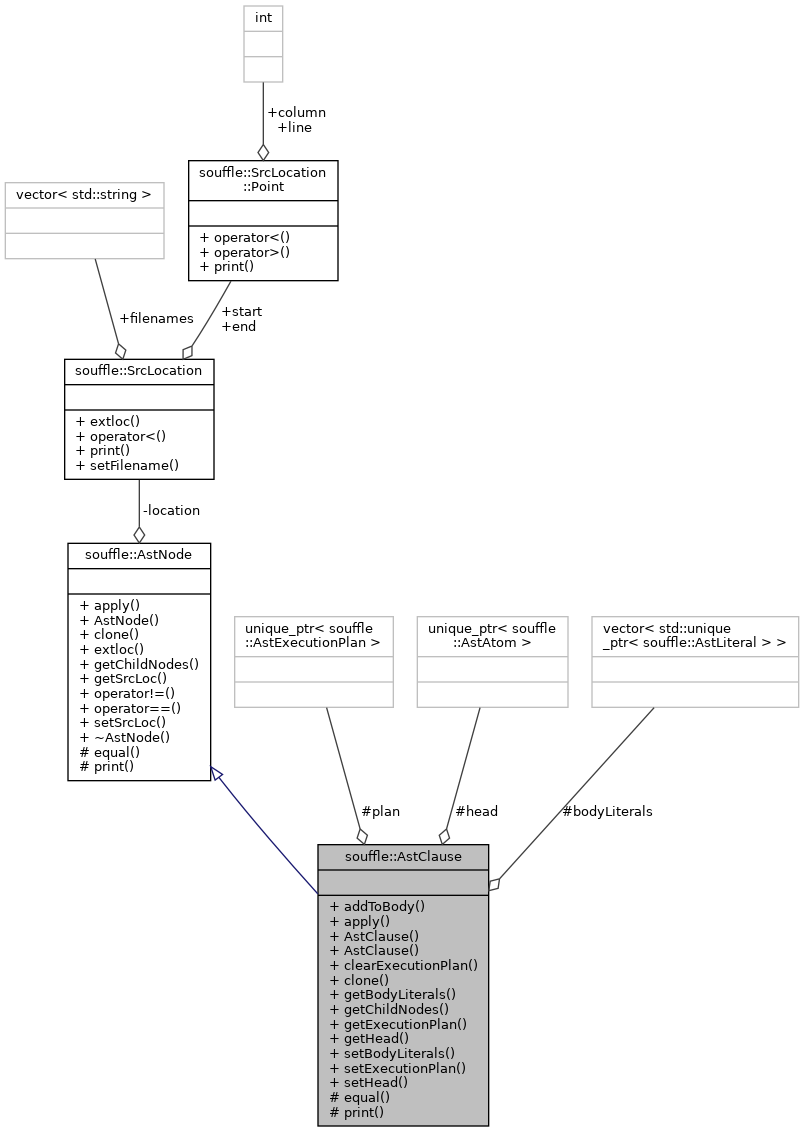 int
+column
+line
souffle::SrcLocation
::Point
+ operator<()
+ operator>()
+ print()
vector< std::string >
+filenames
+start
+end
souffle::SrcLocation
+ extloc()
+ operator<()
+ print()
+ setFilename()
-location
souffle::AstNode
+ apply()
+ AstNode()
+ clone()
+ extloc()
+ getChildNodes()
+ getSrcLoc()
+ operator!=()
+ operator==()
+ setSrcLoc()
+ ~AstNode()
# equal()
# print()
unique_ptr< souffle
::AstExecutionPlan >
unique_ptr< souffle
::AstAtom >
vector< std::unique
_ptr< souffle::AstLiteral > >
#plan
#head
#bodyLiterals
souffle::AstClause
+ addToBody()
+ apply()
+ AstClause()
+ AstClause()
+ clearExecutionPlan()
+ clone()
+ getBodyLiterals()
+ getChildNodes()
+ getExecutionPlan()
+ getHead()
+ setBodyLiterals()
+ setExecutionPlan()
+ setHead()
# equal()
# print()